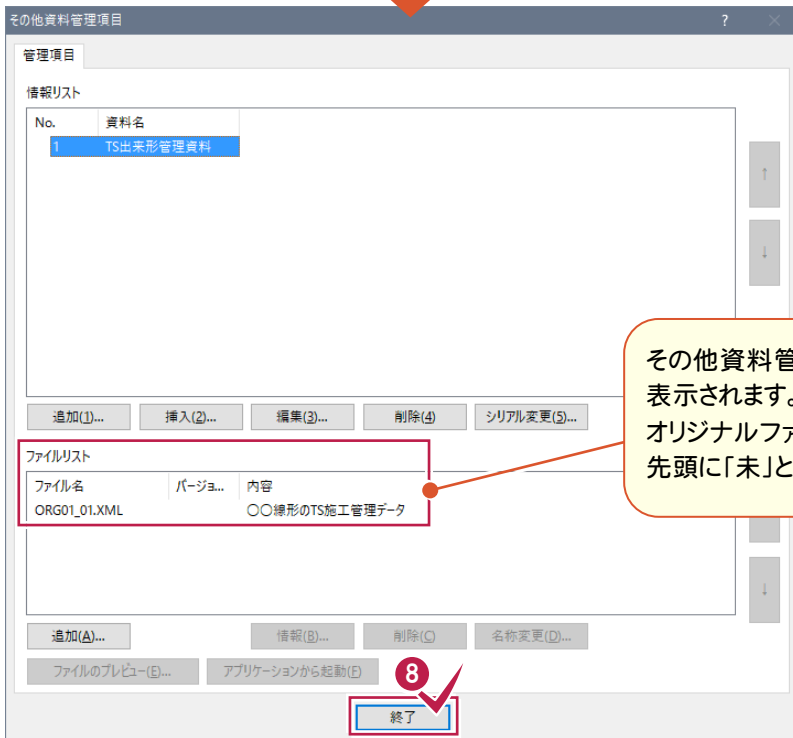 その他資料管理項目 ?
管理項目
情報リスト
No. 資料名
1 TS出来形管理資料
↑
↓
追加(1)... 挿入(2)... 編集(3)... 削除(4) シリアル変更(5)...
その他資料管
表示されます。
オリジナルファ
先頭に「未」と
ファイルリスト
ファイル名 バージョ... 内容
ORG01_01.XML 〇〇線形のTS施工管理データ
↓
追加(A)... 情報(B)... 削除(C) 名称変更(D)...
ファイルのプレビュー(E)... アプリケーションから起動(F)
8
終了